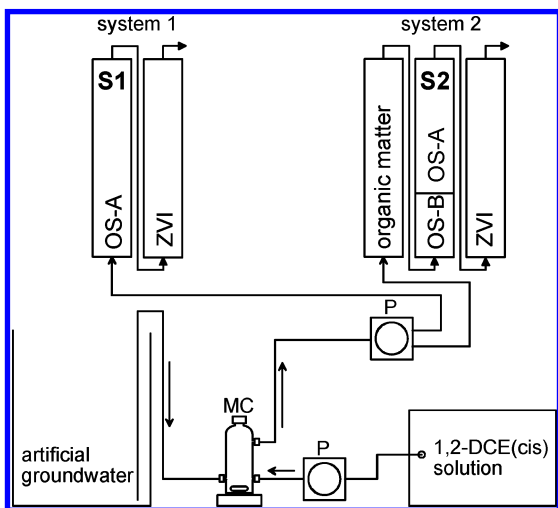 system 1
system 2
S1
OS-A
ZVI
organic matter
S2
OS-A
OS-B
ZVI
P
MC
P
artificial
groundwater
1,2-DCE(cis)
solution